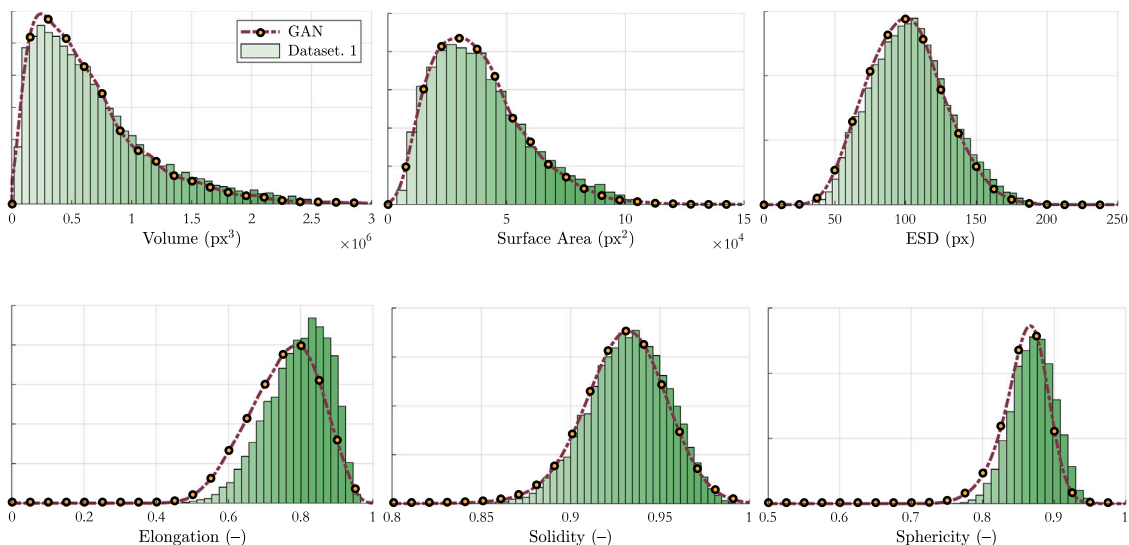 GAN
Dataset. 1
0 0.5 1 1.5 2 2.5 3
Volume (px³)
×10⁶
0 5 10 15
Surface Area (px²)
×10⁴
0 50 100 150 200 250
ESD (px)
0 0.2 0.4 0.6 0.8 1
Elongation (–)
0.8 0.85 0.9 0.95 1
Solidity (–)
0.5 0.6 0.7 0.8 0.9 1
Sphericity (–)